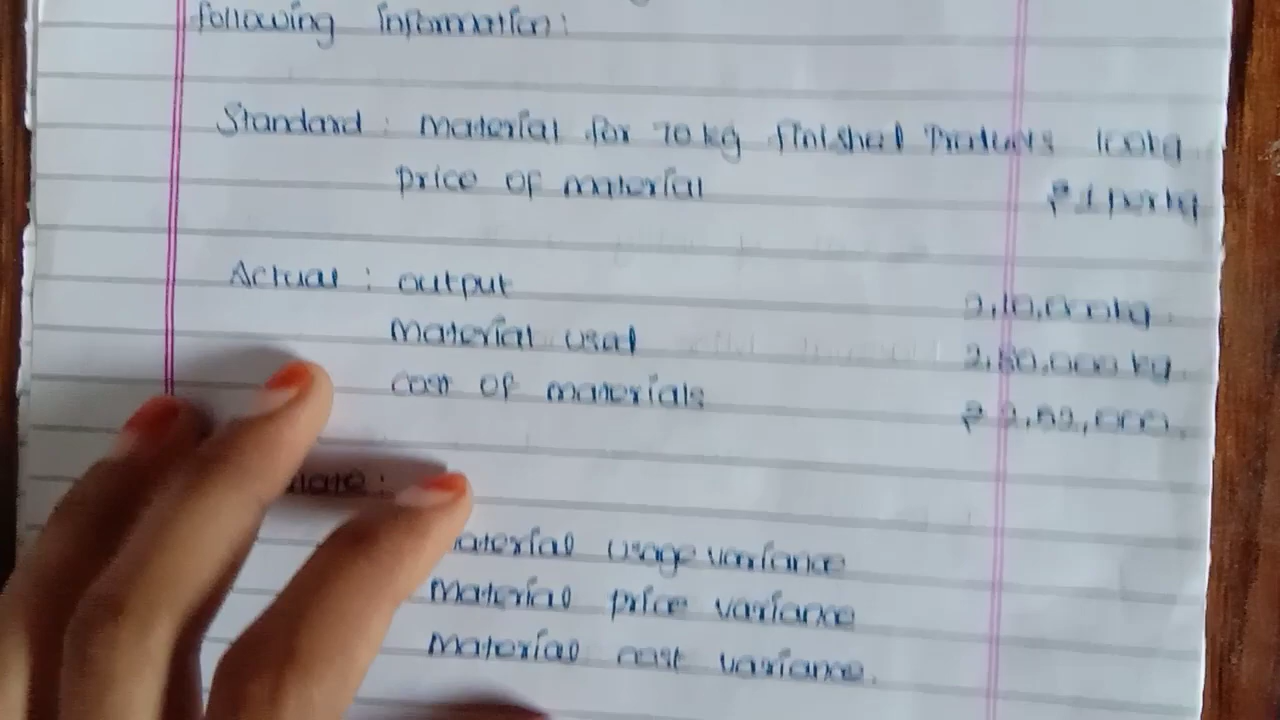 following information:
Standard : Material for 70 kg finished Products 100kg
Price of material ₹ 1 per kg
Actual : output 2,10,000kg
Material used 2,80,000 kg
cost of materials ₹ 2,52,000
Material usage variance
Material price variance
Material cost variance.